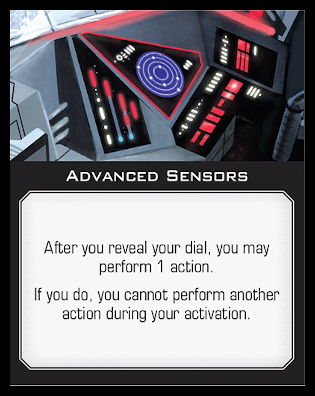 Advanced Sensors
After you reveal your dial, you may
perform 1 action.
If you do, you cannot perform another
action during your activation.